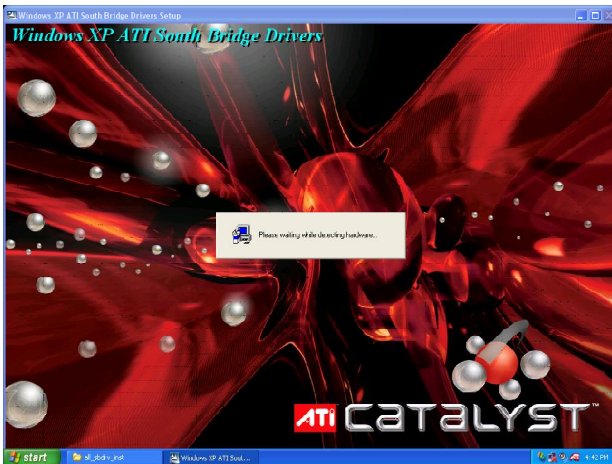 Windows XP ATI South Bridge Drivers Setup
Windows XP ATI South Bridge Drivers
Please waiting while detecting hardware...
ATI CATALYST™
start
all_sbdrv_inst
Windows XP ATI Sout...
4:42 PM